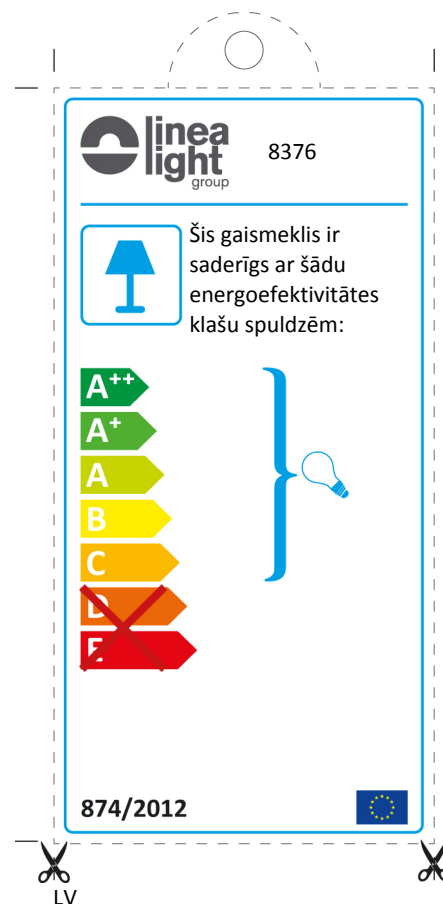 linea
light
group
8376
Šis gaismeklis ir
saderīgs ar šādu
energoefektivitātes
klašu spuldzēm:
A++
A+
A
B
C
D
E
874/2012
LV